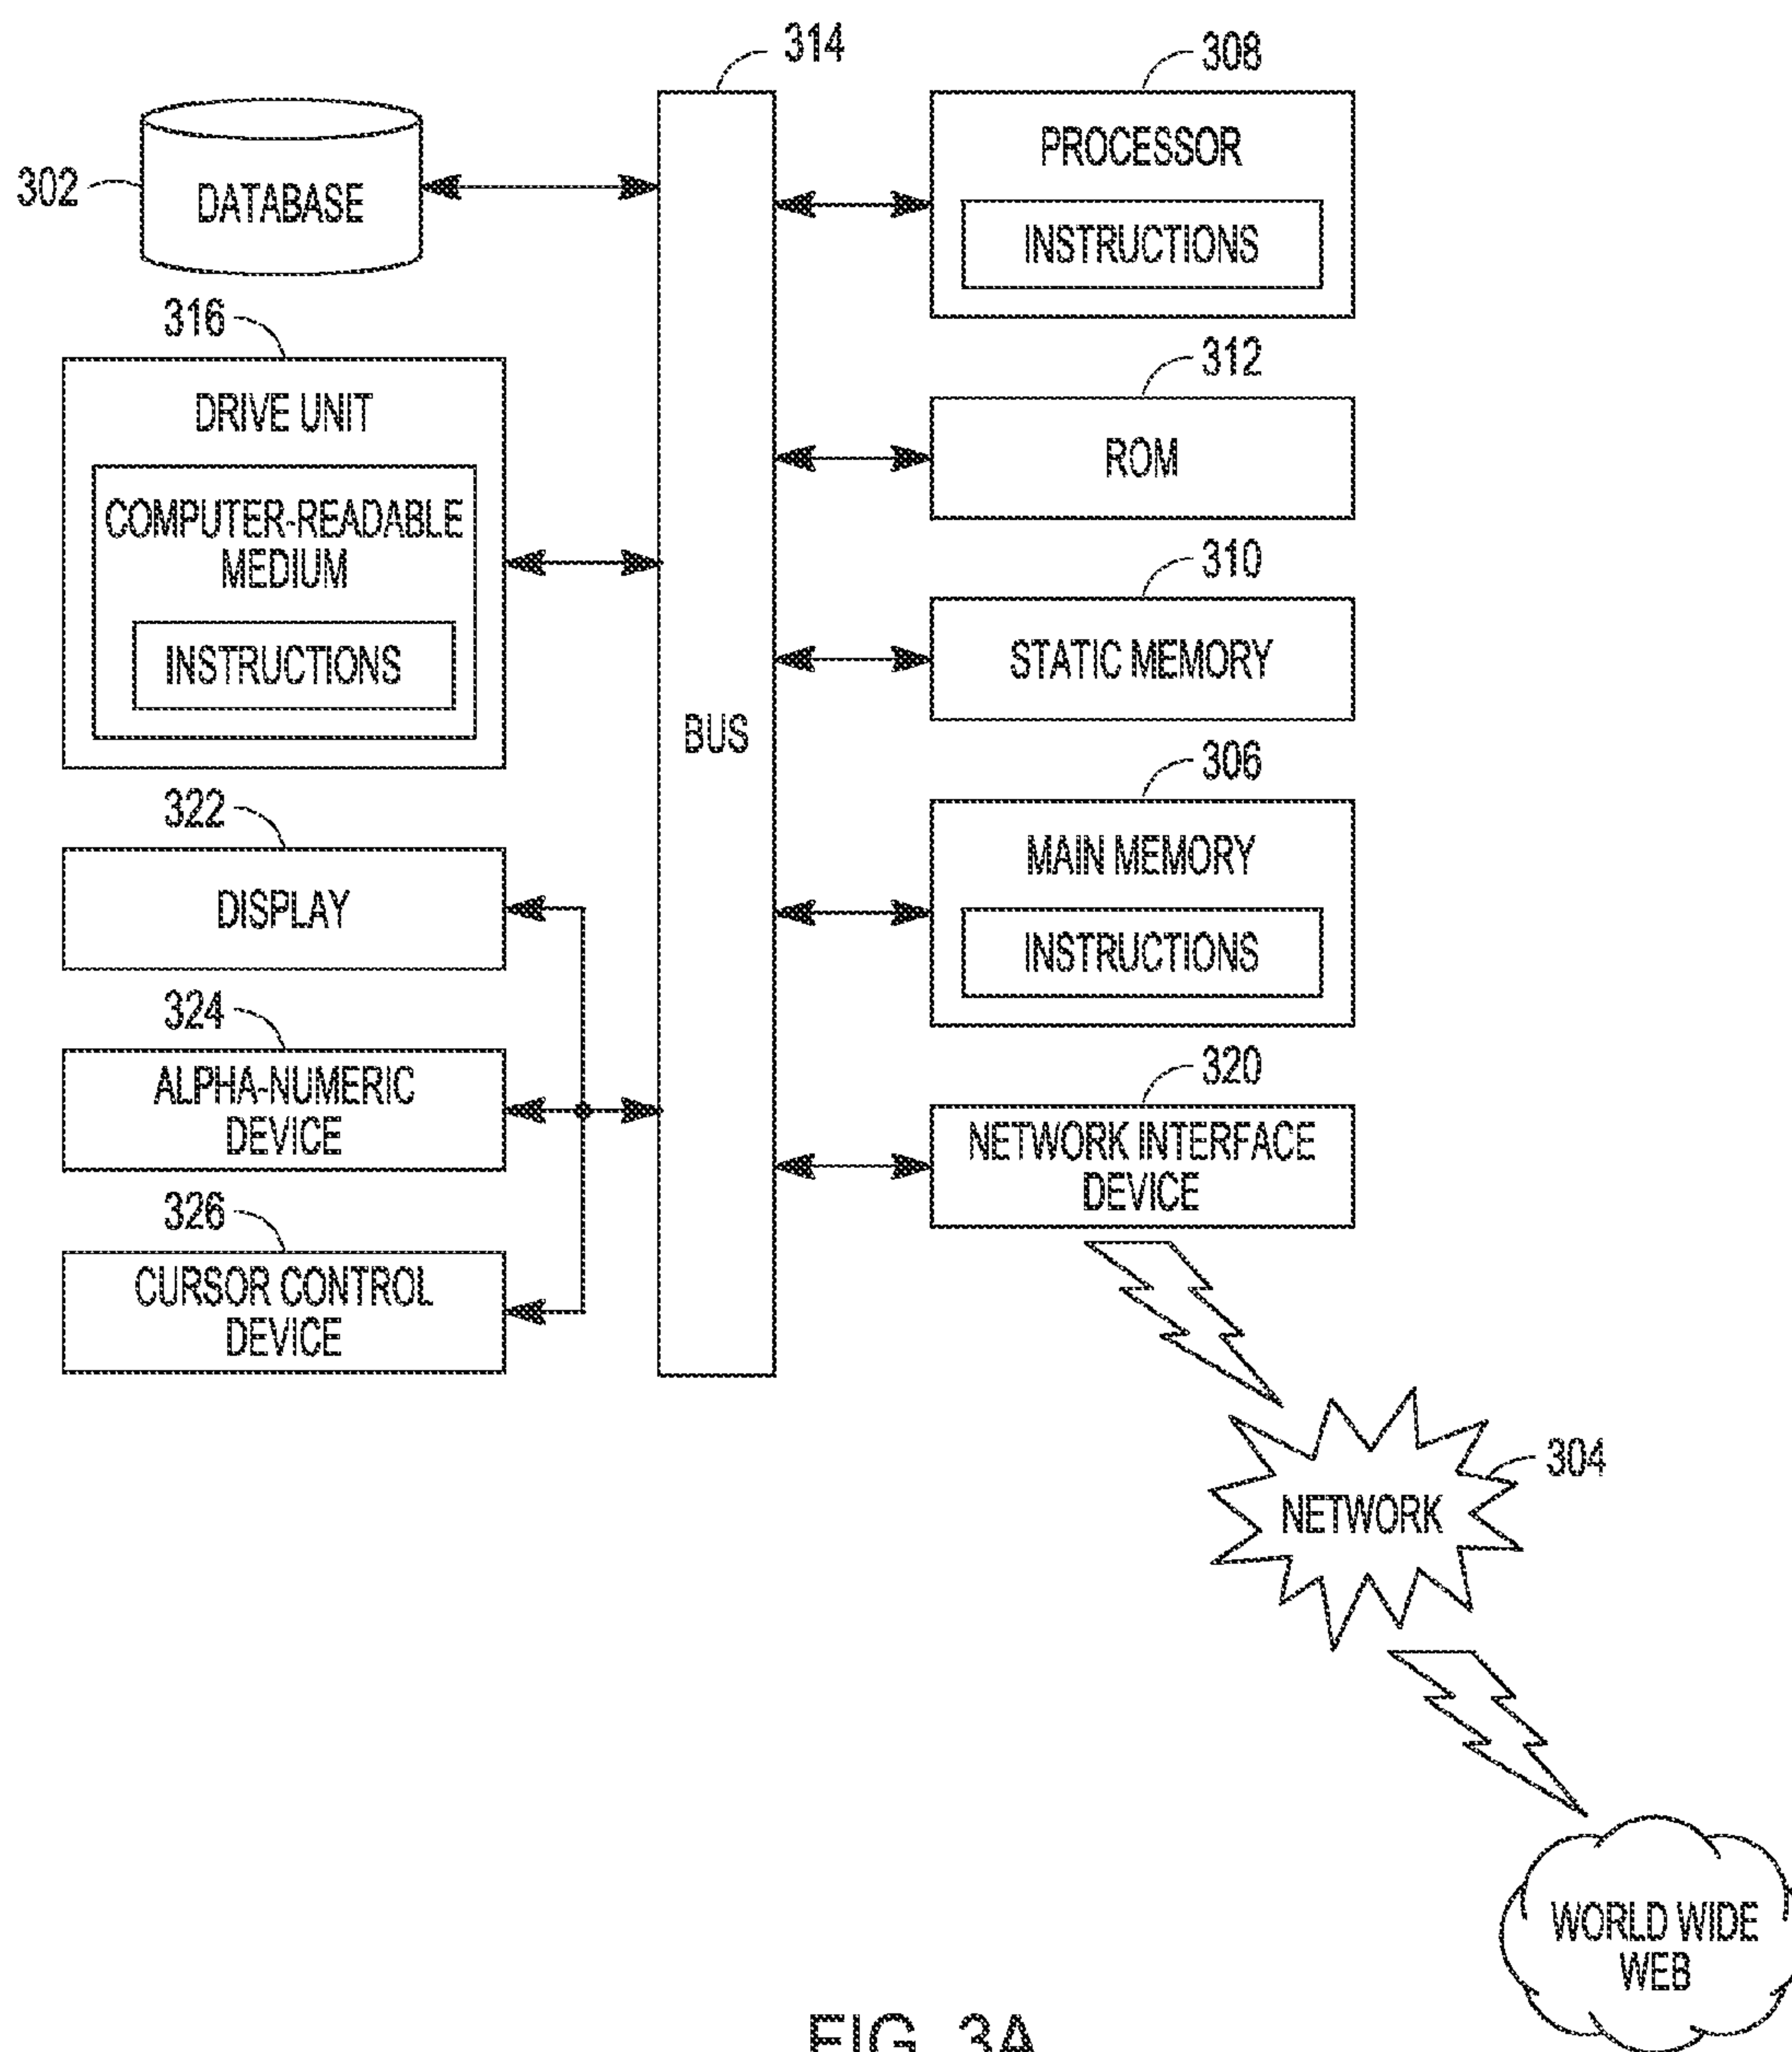 314
308
302
DATABASE
PROCESSOR
INSTRUCTIONS
316
DRIVE UNIT
COMPUTER-READABLE
MEDIUM
INSTRUCTIONS
312
ROM
310
STATIC MEMORY
BUS
306
MAIN MEMORY
INSTRUCTIONS
322
DISPLAY
324
ALPHA-NUMERIC
DEVICE
326
CURSOR CONTROL
DEVICE
320
NETWORK INTERFACE
DEVICE
304
NETWORK
WORLD WIDE
WEB
FIG. 3A